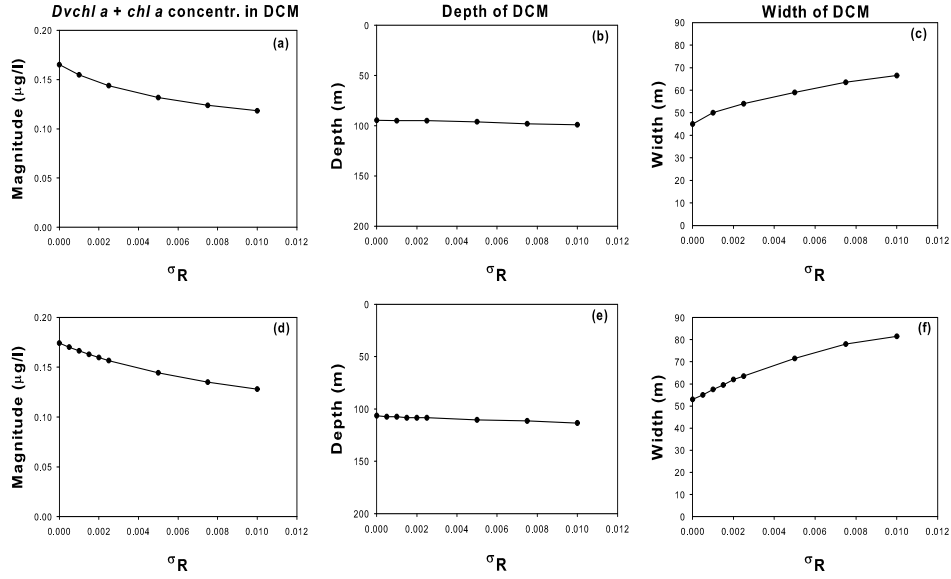 Dvchl a + chl a concentr. in DCM
Depth of DCM
Width of DCM
(a)
Magnitude (μg/l)
0.20
0.15
0.10
0.05
0.00
0.000 0.002 0.004 0.006 0.008 0.010 0.012
σR
(b)
Depth (m)
0
50
100
150
200
0.000 0.002 0.004 0.006 0.008 0.010 0.012
σR
(c)
Width (m)
90
80
70
60
50
40
30
20
10
0
0.000 0.002 0.004 0.006 0.008 0.010 0.012
σR
(d)
Magnitude (μg/l)
0.20
0.15
0.10
0.05
0.00
0.000 0.002 0.004 0.006 0.008 0.010 0.012
σR
(e)
Depth (m)
0
50
100
150
200
0.000 0.002 0.004 0.006 0.008 0.010 0.012
σR
(f)
Width (m)
90
80
70
60
50
40
30
20
10
0
0.000 0.002 0.004 0.006 0.008 0.010 0.012
σR